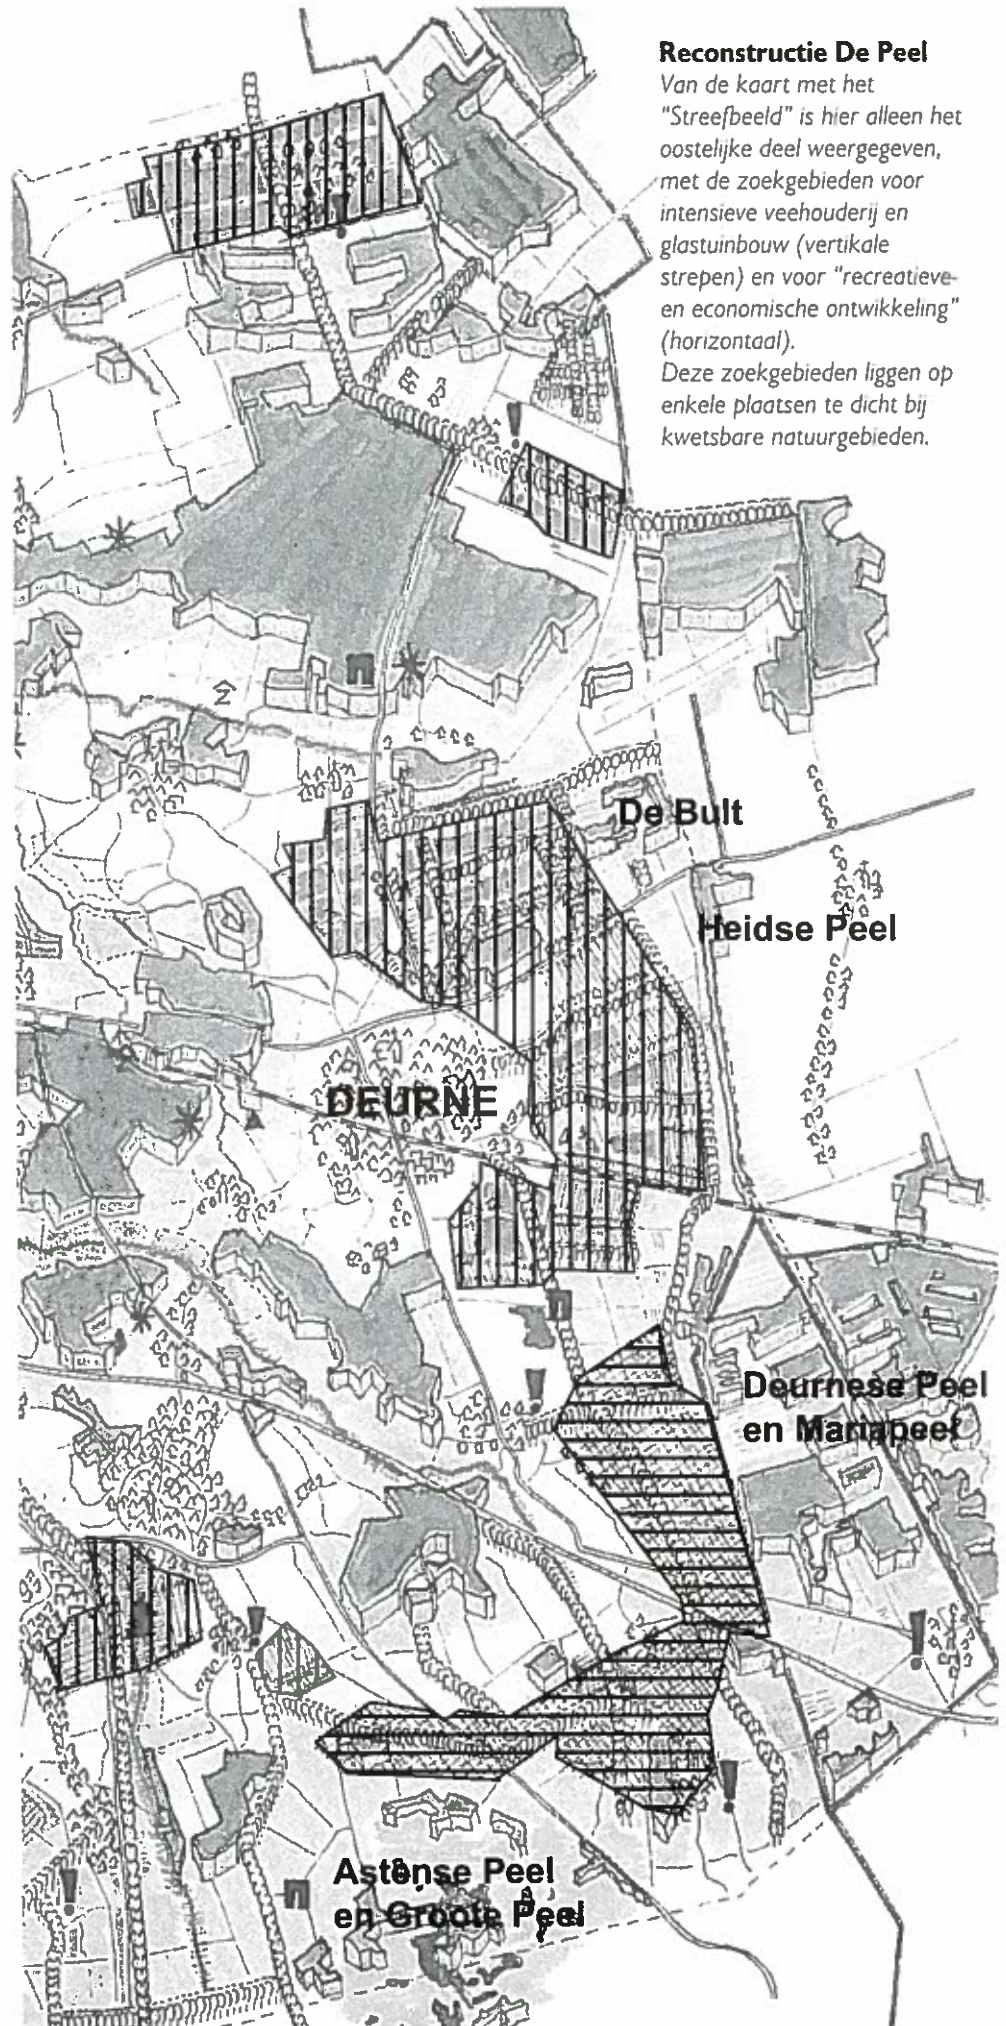 Reconstructie De Peel
Van de kaart met het
"Streefbeeld" is hier alleen het
oostelijke deel weergegeven,
met de zoekgebieden voor
intensieve veehouderij en
glastuinbouw (vertikale
strepen) en voor "recreatieve-
en economische ontwikkeling"
(horizontaal).
Deze zoekgebieden liggen op
enkele plaatsen te dicht bij
kwetsbare natuurgebieden.
De Bult
Heidse Peel
DEURNE
Deurnese Peel
en Mariapeel
Astense Peel
en Groote Peel